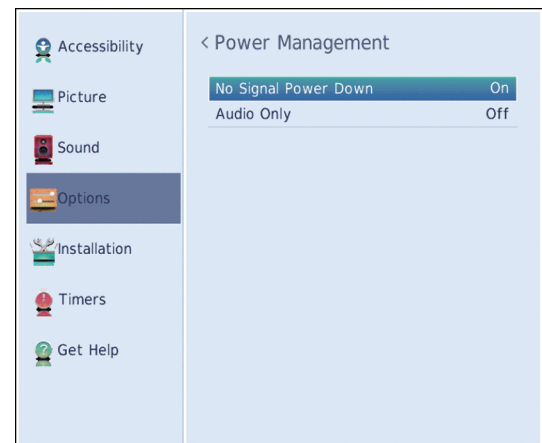 Accessibility
Picture
Sound
Options
Installation
Timers
Get Help
< Power Management
No Signal Power Down On
Audio Only Off